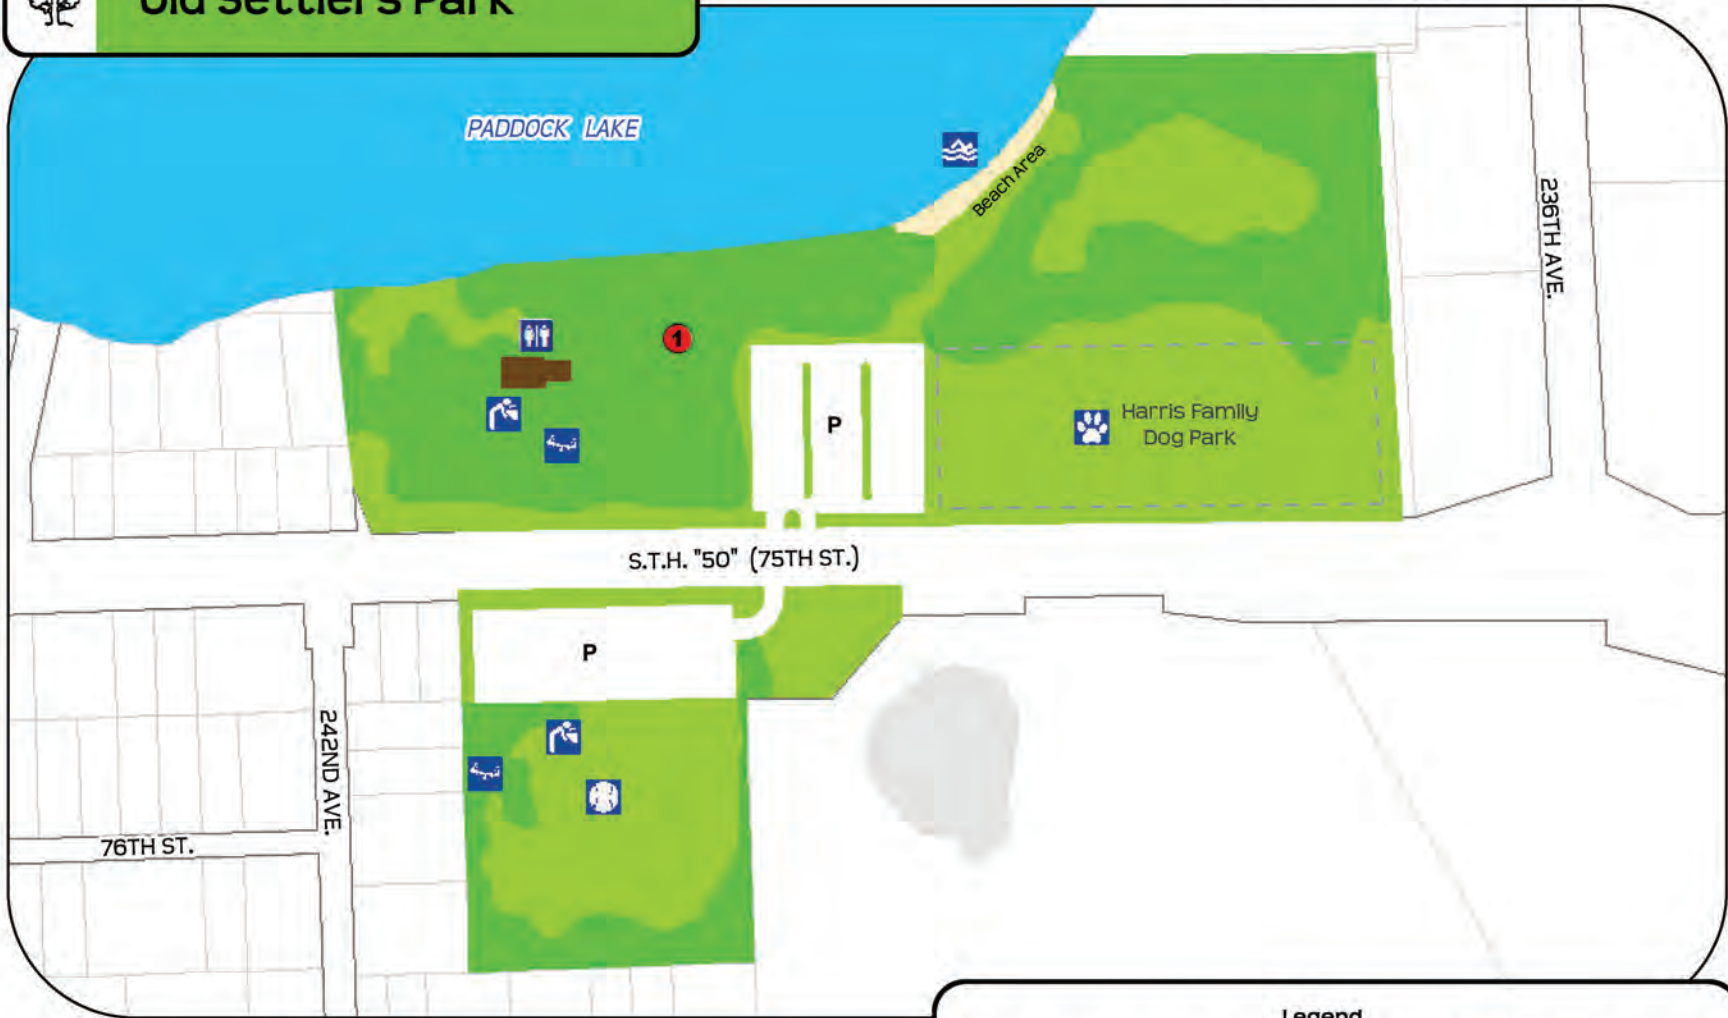 Old Settler's Park
PADDOCK LAKE
Beach Area
236TH AVE.
1
P
Harris Family
Dog Park
S.T.H. "50" (75TH ST.)
P
242ND AVE.
76TH ST.
Legend